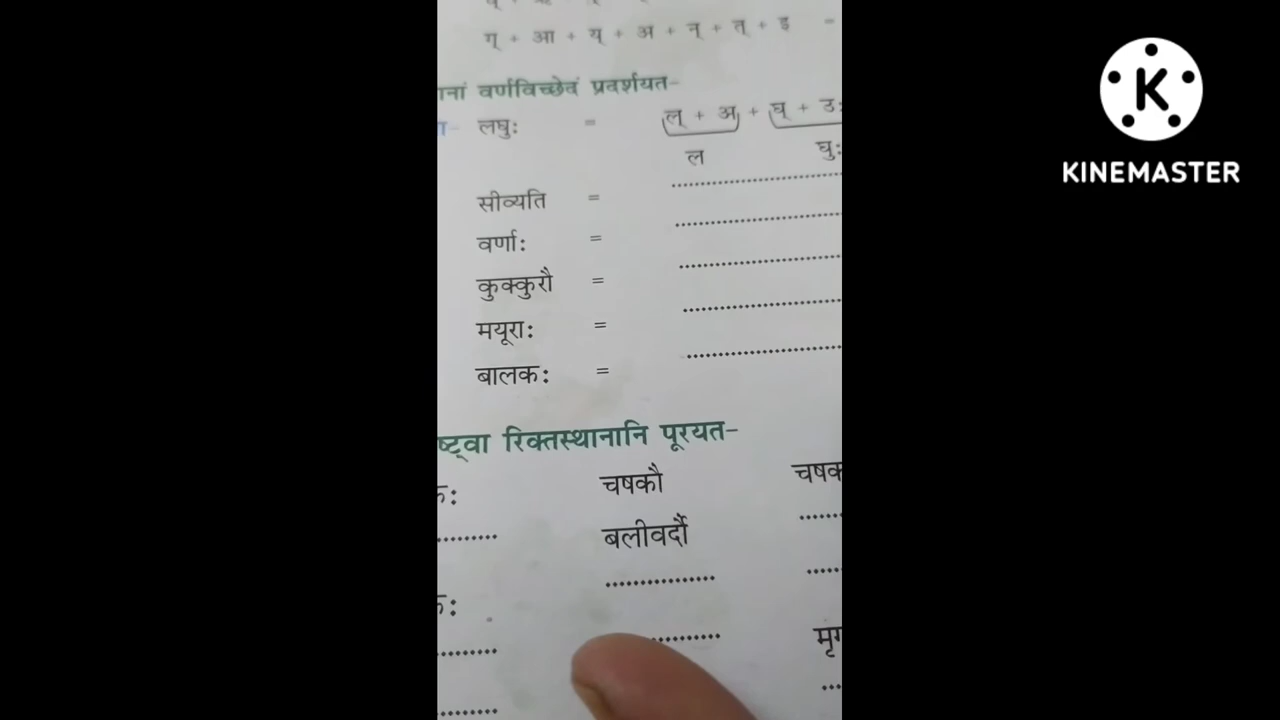 ग् + आ + य् + अ + न् + त् + इ =
वर्णविच्छेदं प्रदर्शयत-
लघुः = ल् + अ + घ् + उः
ल घुः
सीव्यति =
वर्णाः =
कुक्कुरौ =
मयूराः =
बालकः =
रिक्तस्थानानि पूरयत-
चषकौ
बलीवर्दौ
K
KINEMASTER